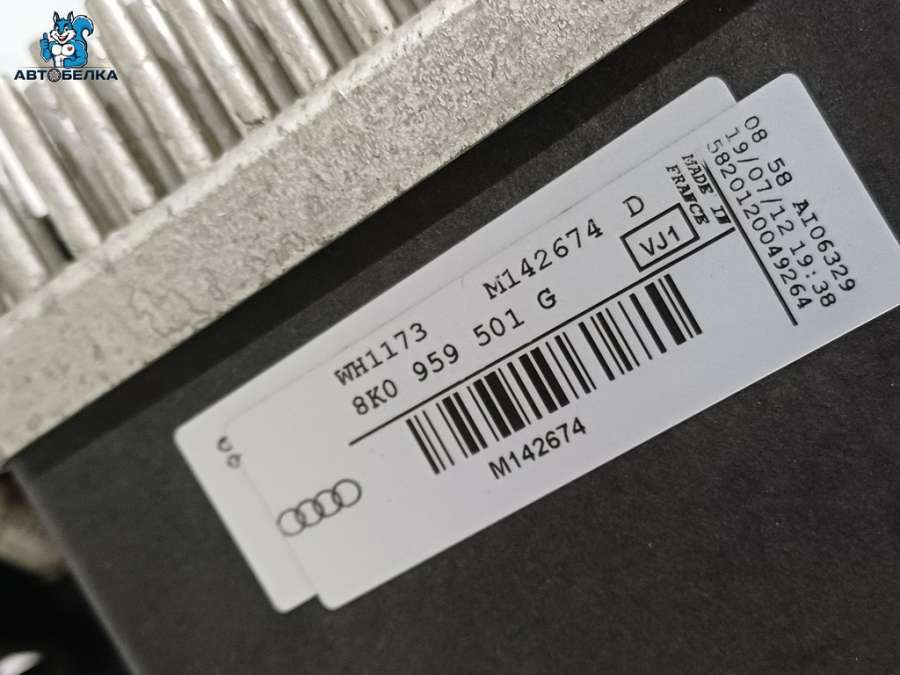 АВТОБЕЛКА
WH1173 M142674 D
8K0 959 501 G
VJ1
MADE IN
FRANCE
M142674
08 58 AI06329
19/07/12 19:38
5820120049264